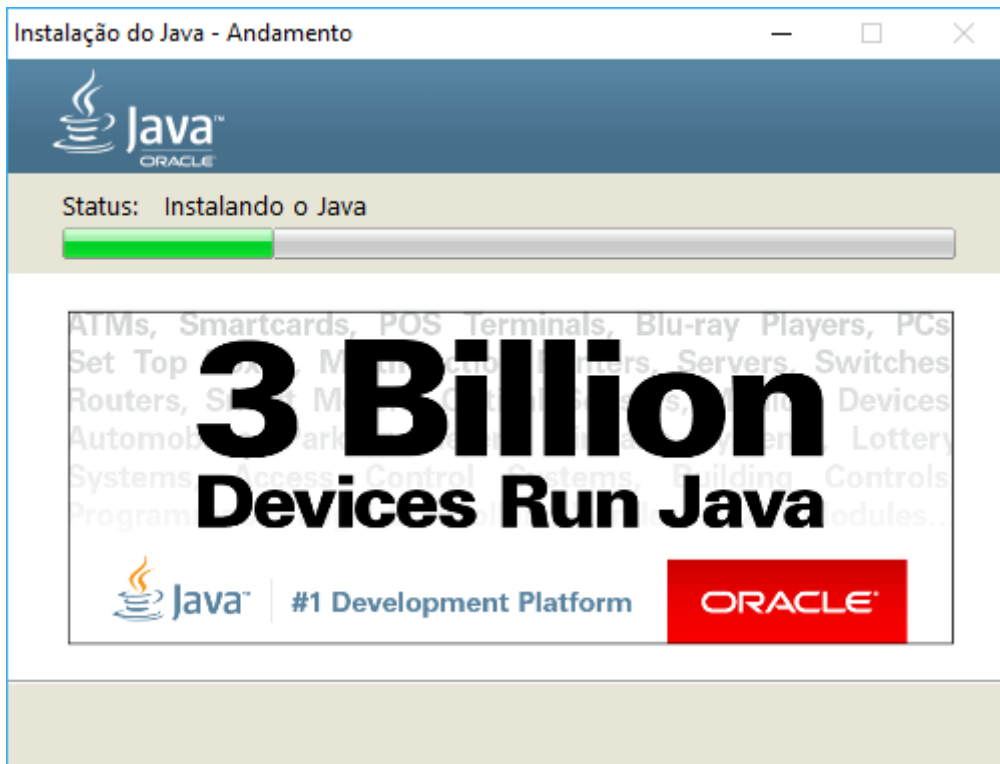 Instalação do Java - Andamento
Java™
ORACLE
Status: Instalando o Java
ATMs, Smartcards, POS Terminals, Blu-ray Players, PCs
Set Top Servers, Switches
Routers, Devices
Lottery
Systems, Access Control Systems, Building Controls
3 Billion
Devices Run Java
Java™ #1 Development Platform ORACLE®